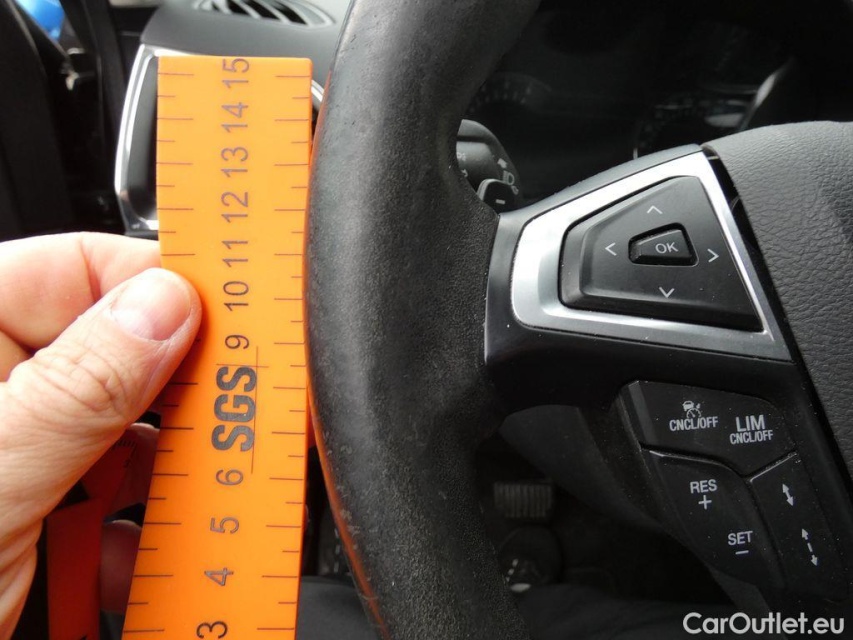 15
14
13
12
11
10
9
SGS
6
5
4
3
< OK >
CNCL/OFF
LIM
CNCL/OFF
RES
+
SET
–
CarOutlet.eu